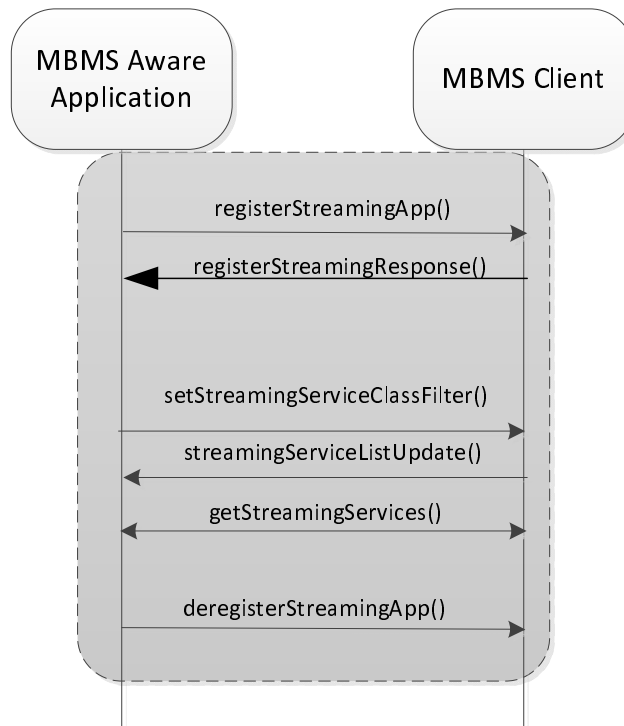 MBMS Aware
Application
MBMS Client
registerStreamingApp()
registerStreamingResponse()
setStreamingServiceClassFilter()
streamingServiceListUpdate()
getStreamingServices()
deregisterStreamingApp()